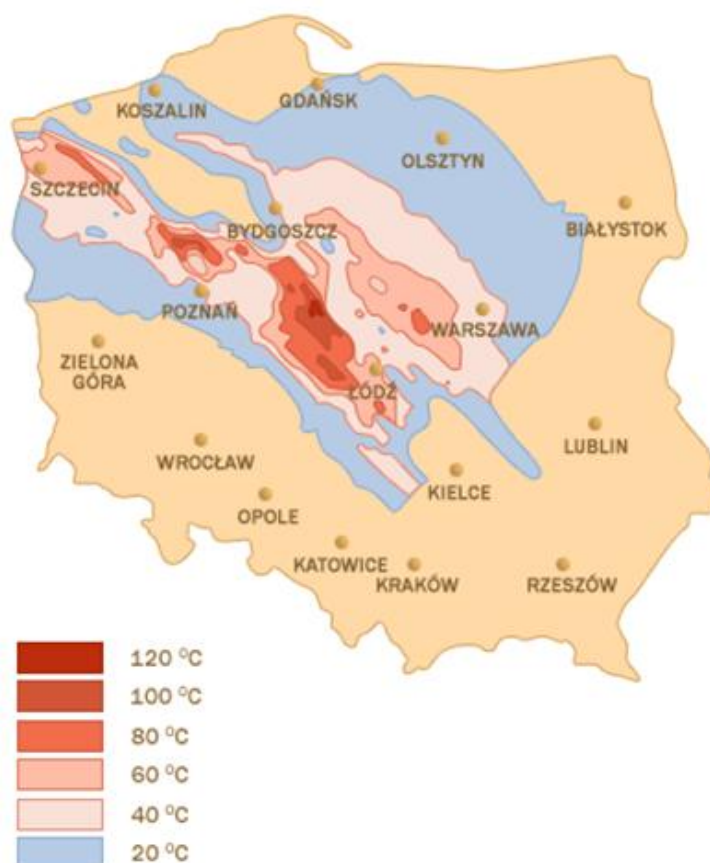 KOSZALIN
GDAŃSK
OLSZTYN
SZCZECIN
BYDGOSZCZ
BIAŁYSTOK
POZNAŃ
WARSZAWA
ZIELONA
GÓRA
ŁÓDŹ
WROCŁAW
LUBLIN
KIELCE
OPOLE
KATOWICE
KRAKÓW
RZESZÓW
120 °C
100 °C
80 °C
60 °C
40 °C
20 °C